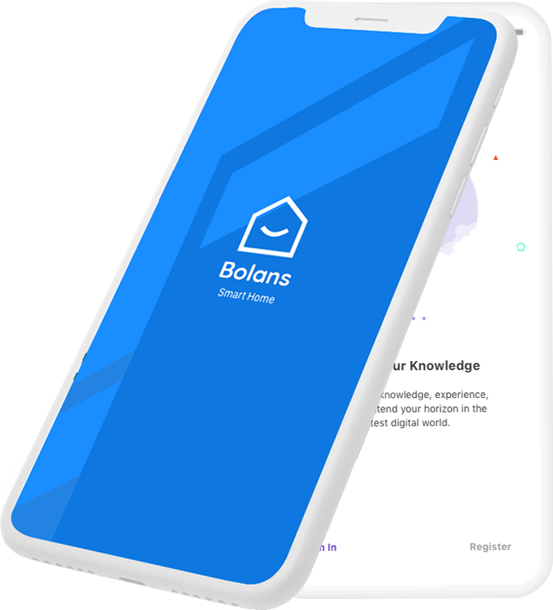 Bolans
Smart Home
ur Knowledge
knowledge, experience,
tend your horizon in the
test digital world.
n In
Register